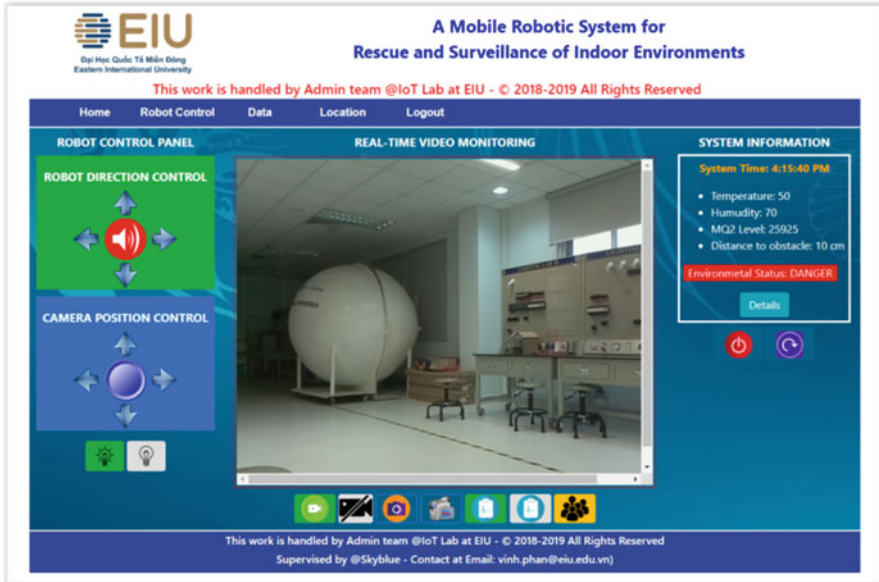 EIU
Đại Học Quốc Tế Miền Đông
Eastern International University
A Mobile Robotic System for
Rescue and Surveillance of Indoor Environments
This work is handled by Admin team @IoT Lab at EIU - © 2018-2019 All Rights Reserved
Home Robot Control Data Location Logout
ROBOT CONTROL PANEL
ROBOT DIRECTION CONTROL
CAMERA POSITION CONTROL
REAL-TIME VIDEO MONITORING
SYSTEM INFORMATION
System Time: 4:15:40 PM
Temperature: 50
Humudity: 70
MQ2 Level: 25925
Distance to obstacle: 10 cm
Environmetal Status: DANGER
Details
This work is handled by Admin team @IoT Lab at EIU - © 2018-2019 All Rights Reserved
Supervised by @Skyblue - Contact at Email: vinh.phan@eiu.edu.vn)